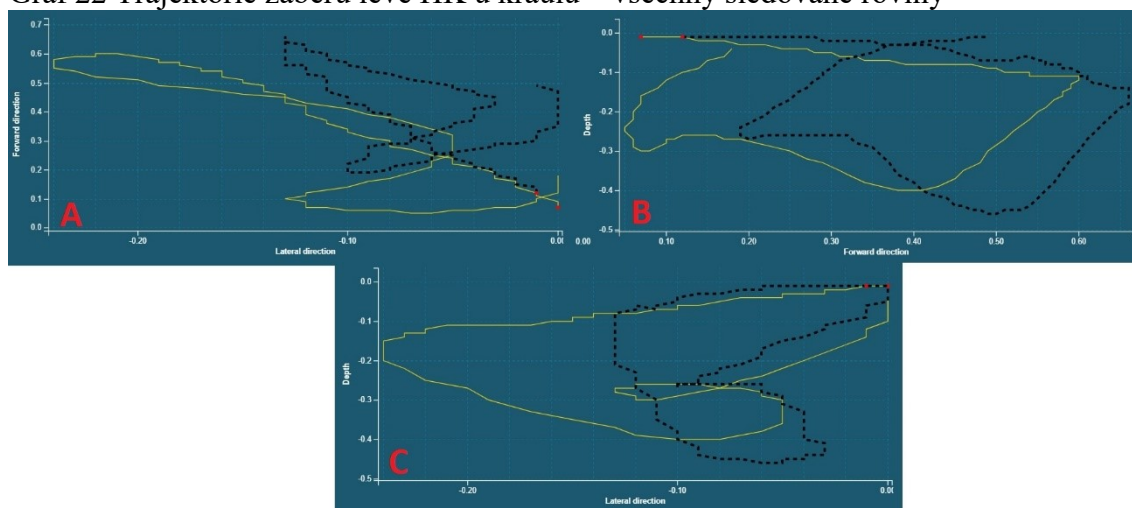 Graf 22 Trajektorie záběru levé HK u kraulu – všechny sledované roviny
0.7
0.6
0.5
0.4
0.3
0.2
0.1
0.0
Forward direction
A
-0.20 -0.10
Lateral direction
0.0
-0.1
-0.2
-0.3
-0.4
-0.5
Depth
B
0.00 0.10 0.20 0.30 0.40 0.50 0.60
Forward direction
0.0
-0.1
-0.2
-0.3
-0.4
-0.5
Depth
C
-0.20 -0.10
Lateral direction